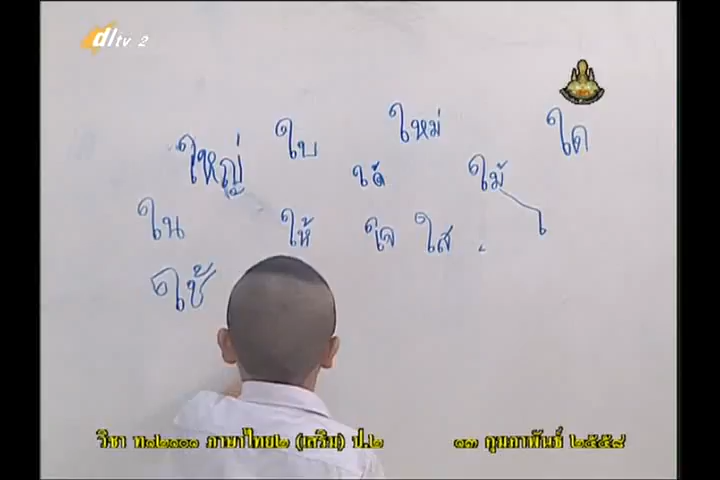 dltv 2
ใหญ่ ใบ ใหม่ ใด
ใต้ ใม้
ใน ให้ ใจ ใส
ใช้
วิชา ท๑๒๑๐๑ ภาษาไทย๒ (เสริม) ป.๒ ๑๓ กุมภาพันธ์ ๒๕๕๘